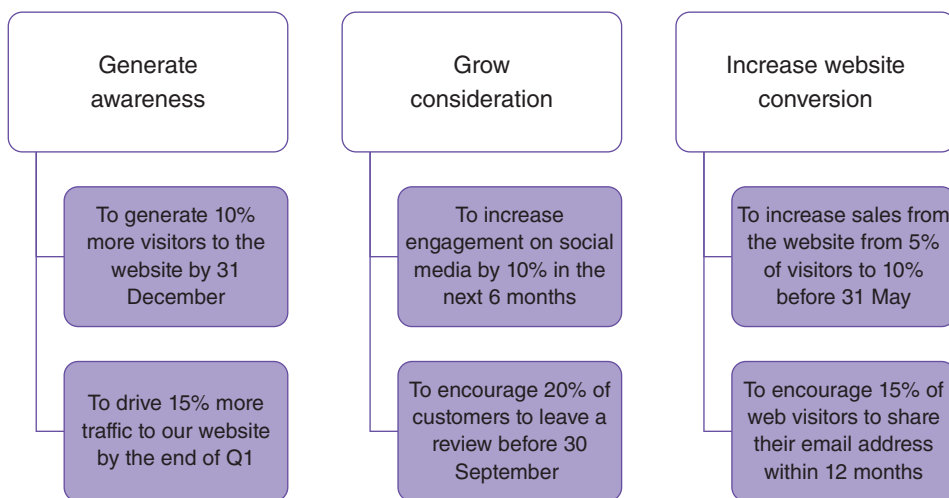 Generate
awareness
To generate 10%
more visitors to the
website by 31
December
To drive 15% more
traffic to our website
by the end of Q1
Grow
consideration
To increase
engagement on social
media by 10% in the
next 6 months
To encourage 20% of
customers to leave a
review before 30
September
Increase website
conversion
To increase sales from
the website from 5%
of visitors to 10%
before 31 May
To encourage 15% of
web visitors to share
their email address
within 12 months